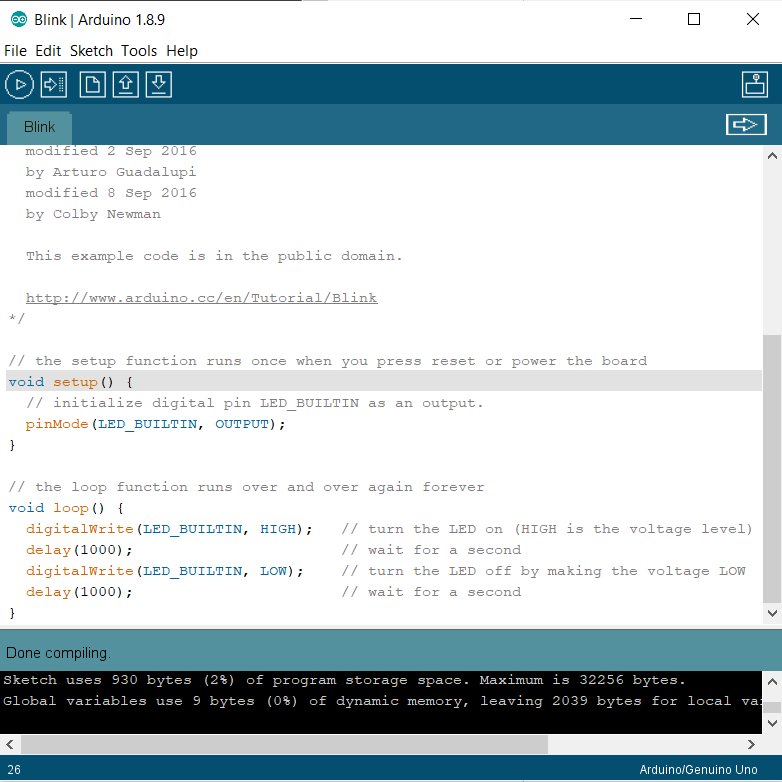 Blink | Arduino 1.8.9
File Edit Sketch Tools Help
Blink
modified 2 Sep 2016
by Arturo Guadalupi
modified 8 Sep 2016
by Colby Newman
This example code is in the public domain.
http://www.arduino.cc/en/Tutorial/Blink
*/
// the setup function runs once when you press reset or power the board
void setup() {
// initialize digital pin LED_BUILTIN as an output.
pinMode(LED_BUILTIN, OUTPUT);
}
// the loop function runs over and over again forever
void loop() {
digitalWrite(LED_BUILTIN, HIGH); // turn the LED on (HIGH is the voltage level)
delay(1000); // wait for a second
digitalWrite(LED_BUILTIN, LOW); // turn the LED off by making the voltage LOW
delay(1000); // wait for a second
}
Done compiling.
Sketch uses 930 bytes (2%) of program storage space. Maximum is 32256 bytes.
Global variables use 9 bytes (0%) of dynamic memory, leaving 2039 bytes for local
26 Arduino/Genuino Uno